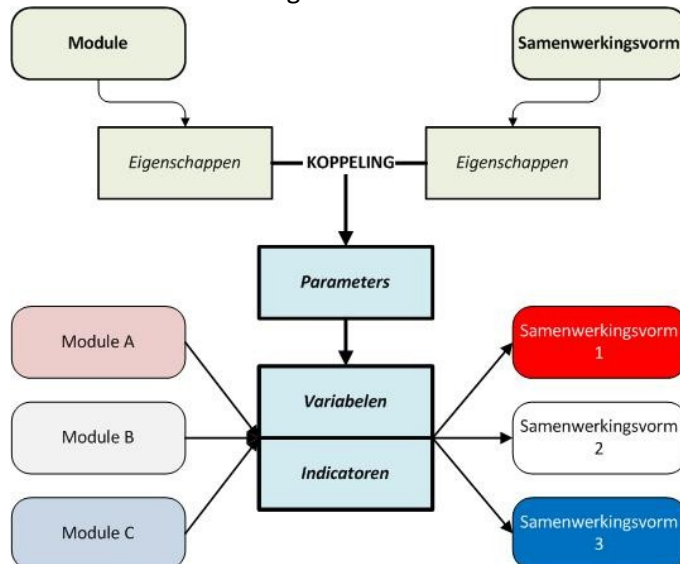 Module
Samenwerkingsvorm
Eigenschappen
KOPPELING
Eigenschappen
Parameters
Module A
Samenwerkingsvorm
1
Variabelen
Module B
Samenwerkingsvorm
2
Indicatoren
Module C
Samenwerkingsvorm
3